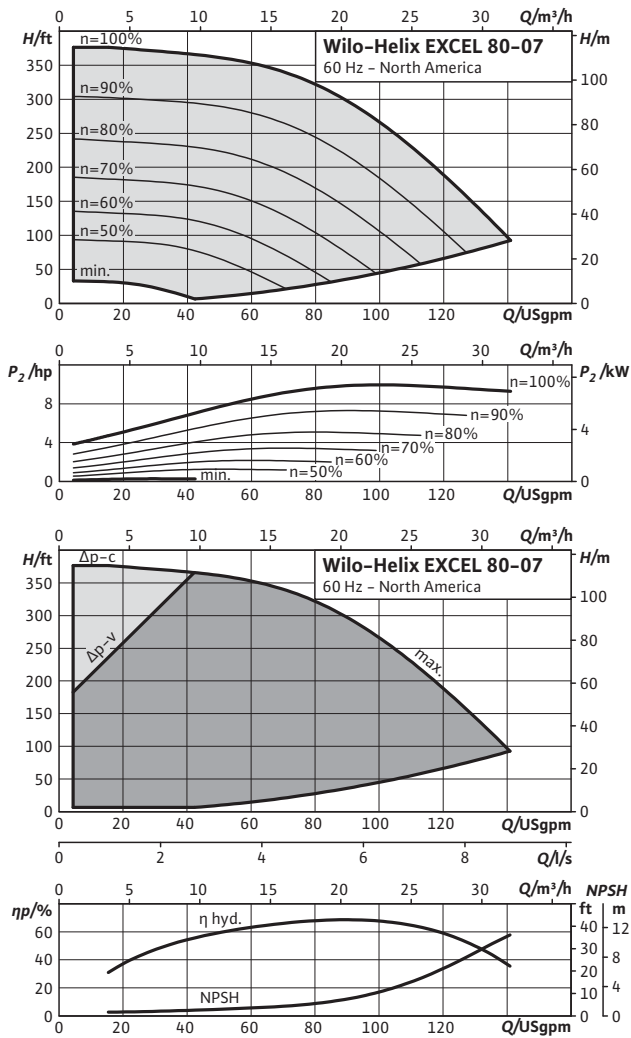 0 5 10 15 20 25 30 Q/m³/h
H/ft H/m
Wilo-Helix EXCEL 80-07
60 Hz – North America
n=100%
n=90%
n=80%
n=70%
n=60%
n=50%
min.
350
300
250
200
150
100
50
0
100
80
60
40
20
0
0 20 40 60 80 100 120 Q/USgpm
0 5 10 15 20 25 30 Q/m³/h
P2 /hp P2 /kW
n=100%
n=90%
n=80%
n=70%
n=60%
n=50%
min.
8
4
0
4
0
0 20 40 60 80 100 120 Q/USgpm
0 5 10 15 20 25 30 Q/m³/h
H/ft H/m
Δp-c
Wilo-Helix EXCEL 80-07
60 Hz – North America
Δp-v
max.
350
300
250
200
150
100
50
0
100
80
60
40
20
0
0 20 40 60 80 100 120 Q/USgpm
0 2 4 6 8 Q/l/s
0 5 10 15 20 25 30 Q/m³/h NPSH
ηp/% ft m
η hyd.
NPSH
60
40
20
0
40
30
20
10
0
12
8
4
0
0 20 40 60 80 100 120 Q/USgpm